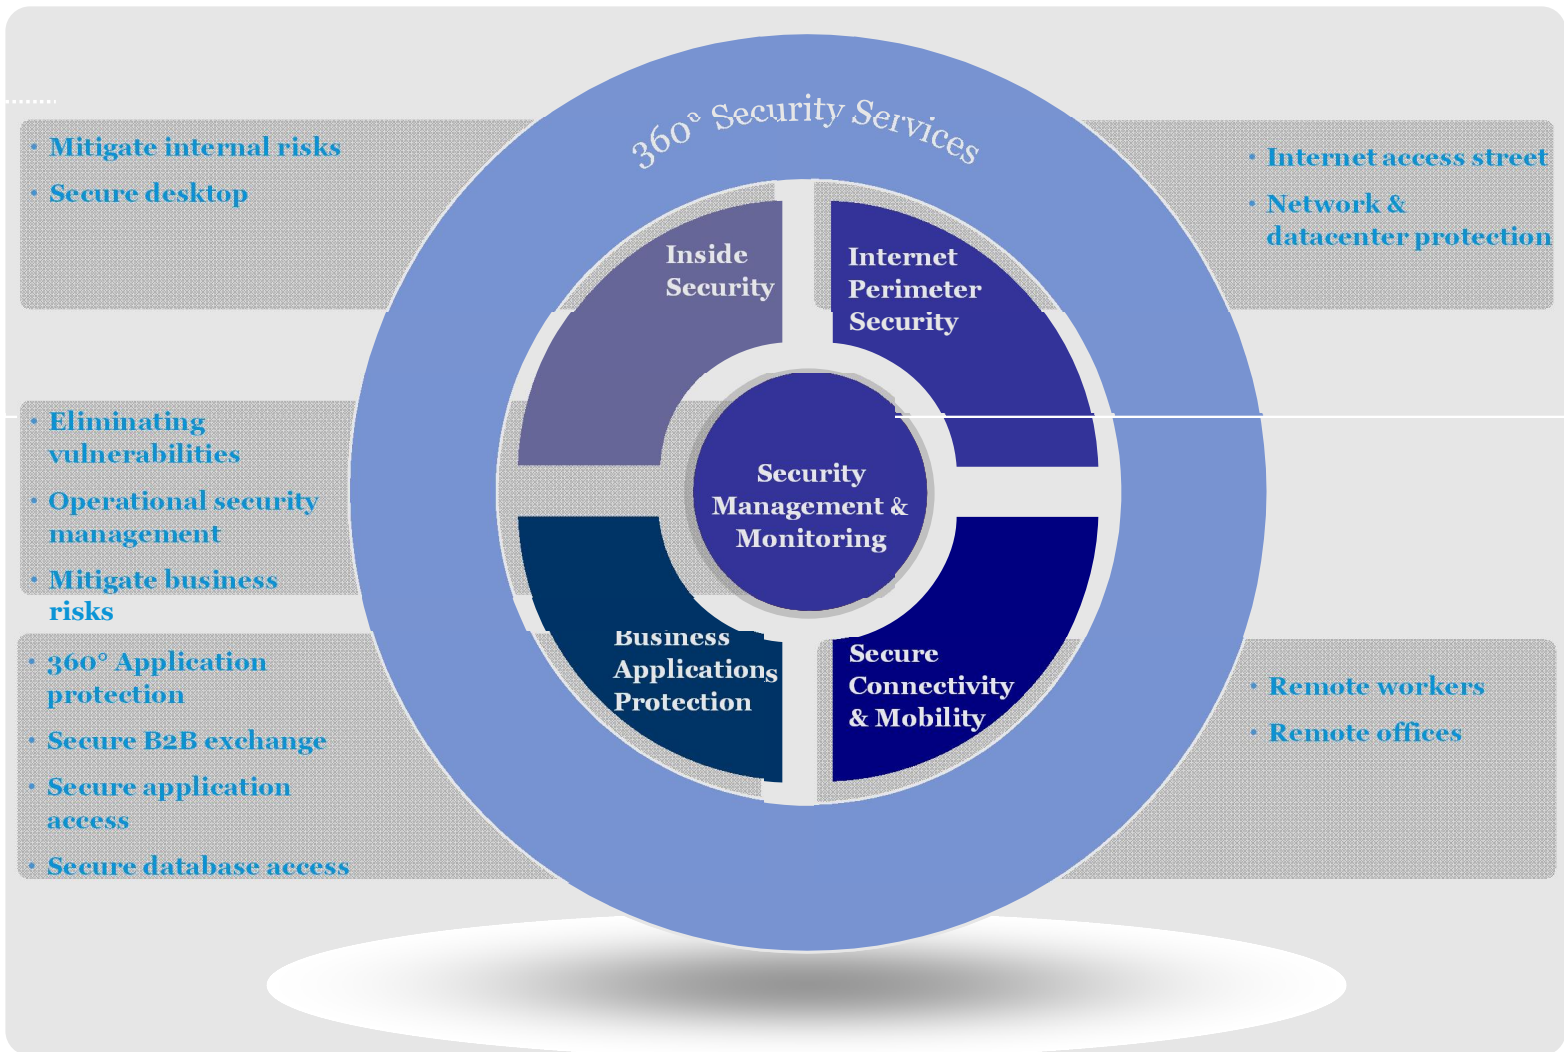 360° Security Services
• Mitigate internal risks
• Secure desktop
• Internet access street
• Network &
datacenter protection
Inside
Security
Internet
Perimeter
Security
• Eliminating
vulnerabilities
• Operational security
management
• Mitigate business
risks
Security
Management &
Monitoring
• 360° Application
protection
• Secure B2B exchange
• Secure application
access
• Secure database access
Business
Applications
Protection
Secure
Connectivity
& Mobility
• Remote workers
• Remote offices